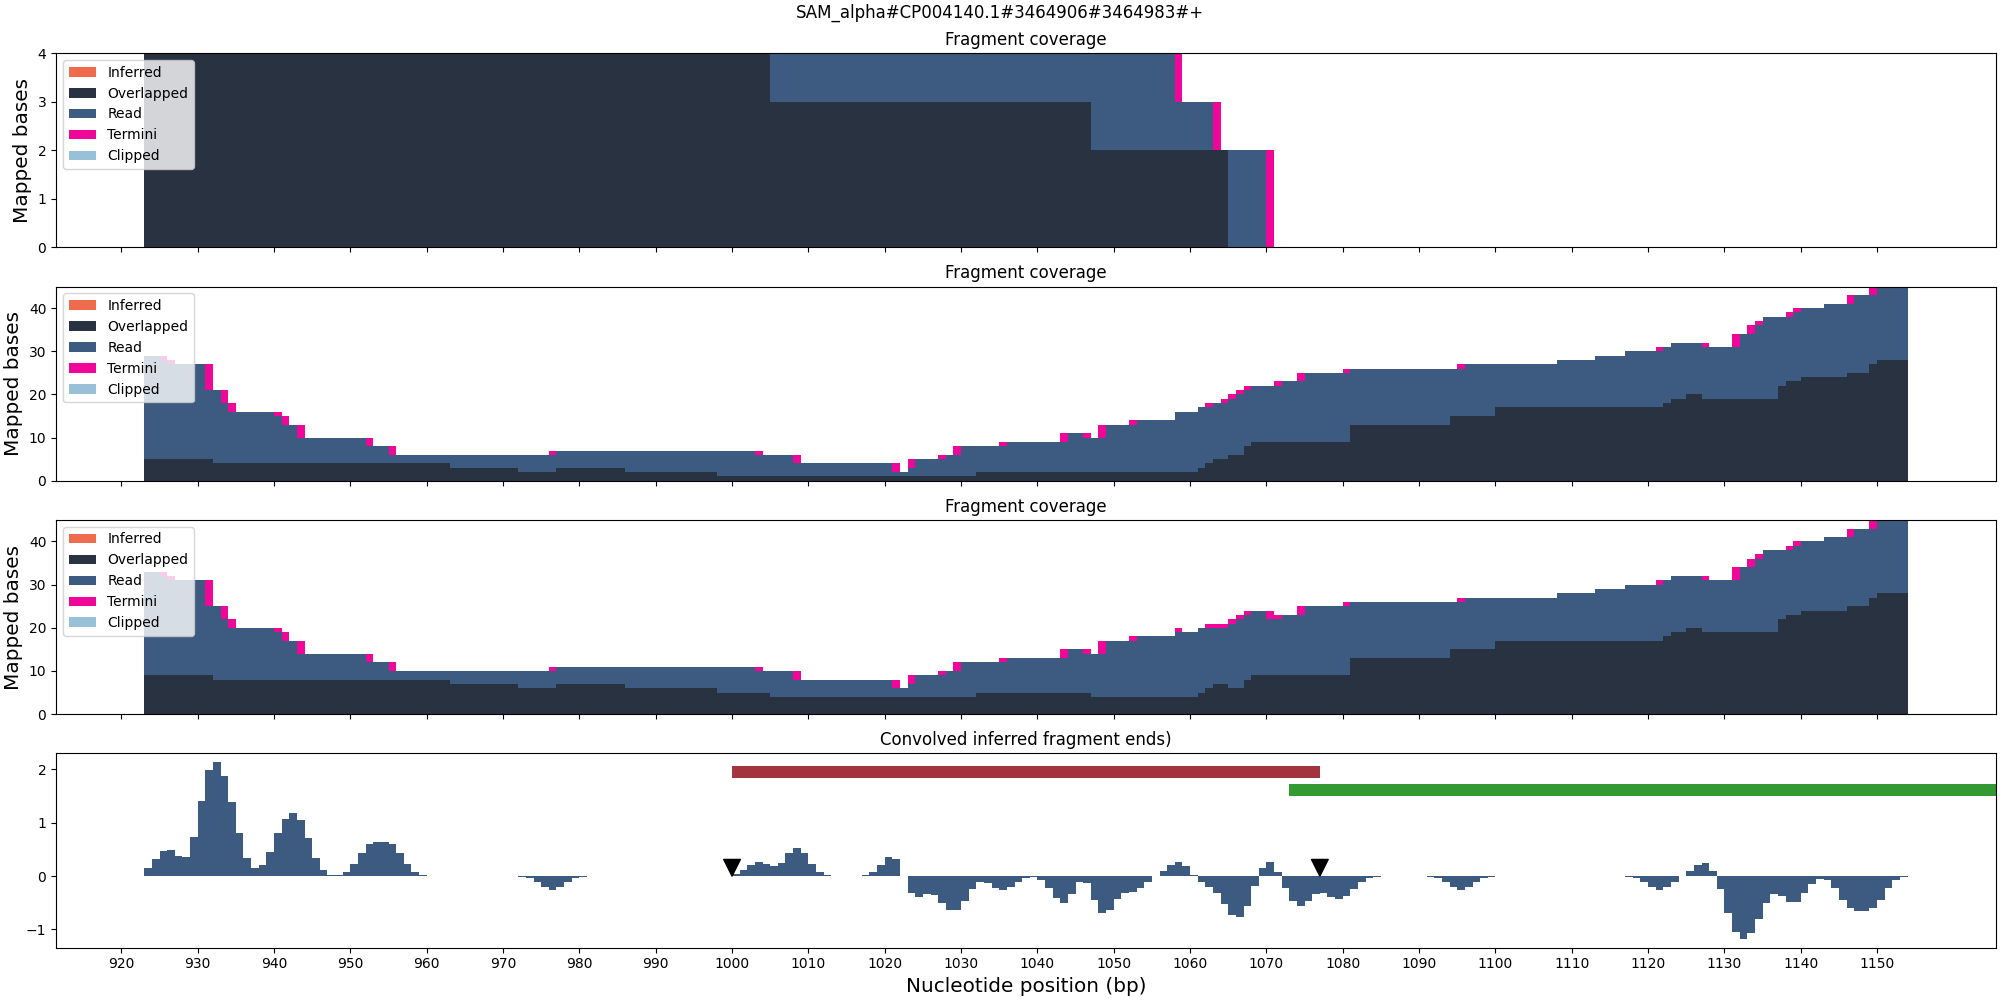 SAM_alpha#CP004140.1#3464906#3464983#+
Fragment coverage
Mapped bases
4
3
2
1
0
Inferred
Overlapped
Read
Termini
Clipped
Fragment coverage
Mapped bases
40
30
20
10
0
Inferred
Overlapped
Read
Termini
Clipped
Fragment coverage
Mapped bases
40
30
20
10
0
Inferred
Overlapped
Read
Termini
Clipped
Convolved inferred fragment ends)
2
1
0
−1
920 930 940 950 960 970 980 990 1000 1010 1020 1030 1040 1050 1060 1070 1080 1090 1100 1110 1120 1130 1140 1150
Nucleotide position (bp)